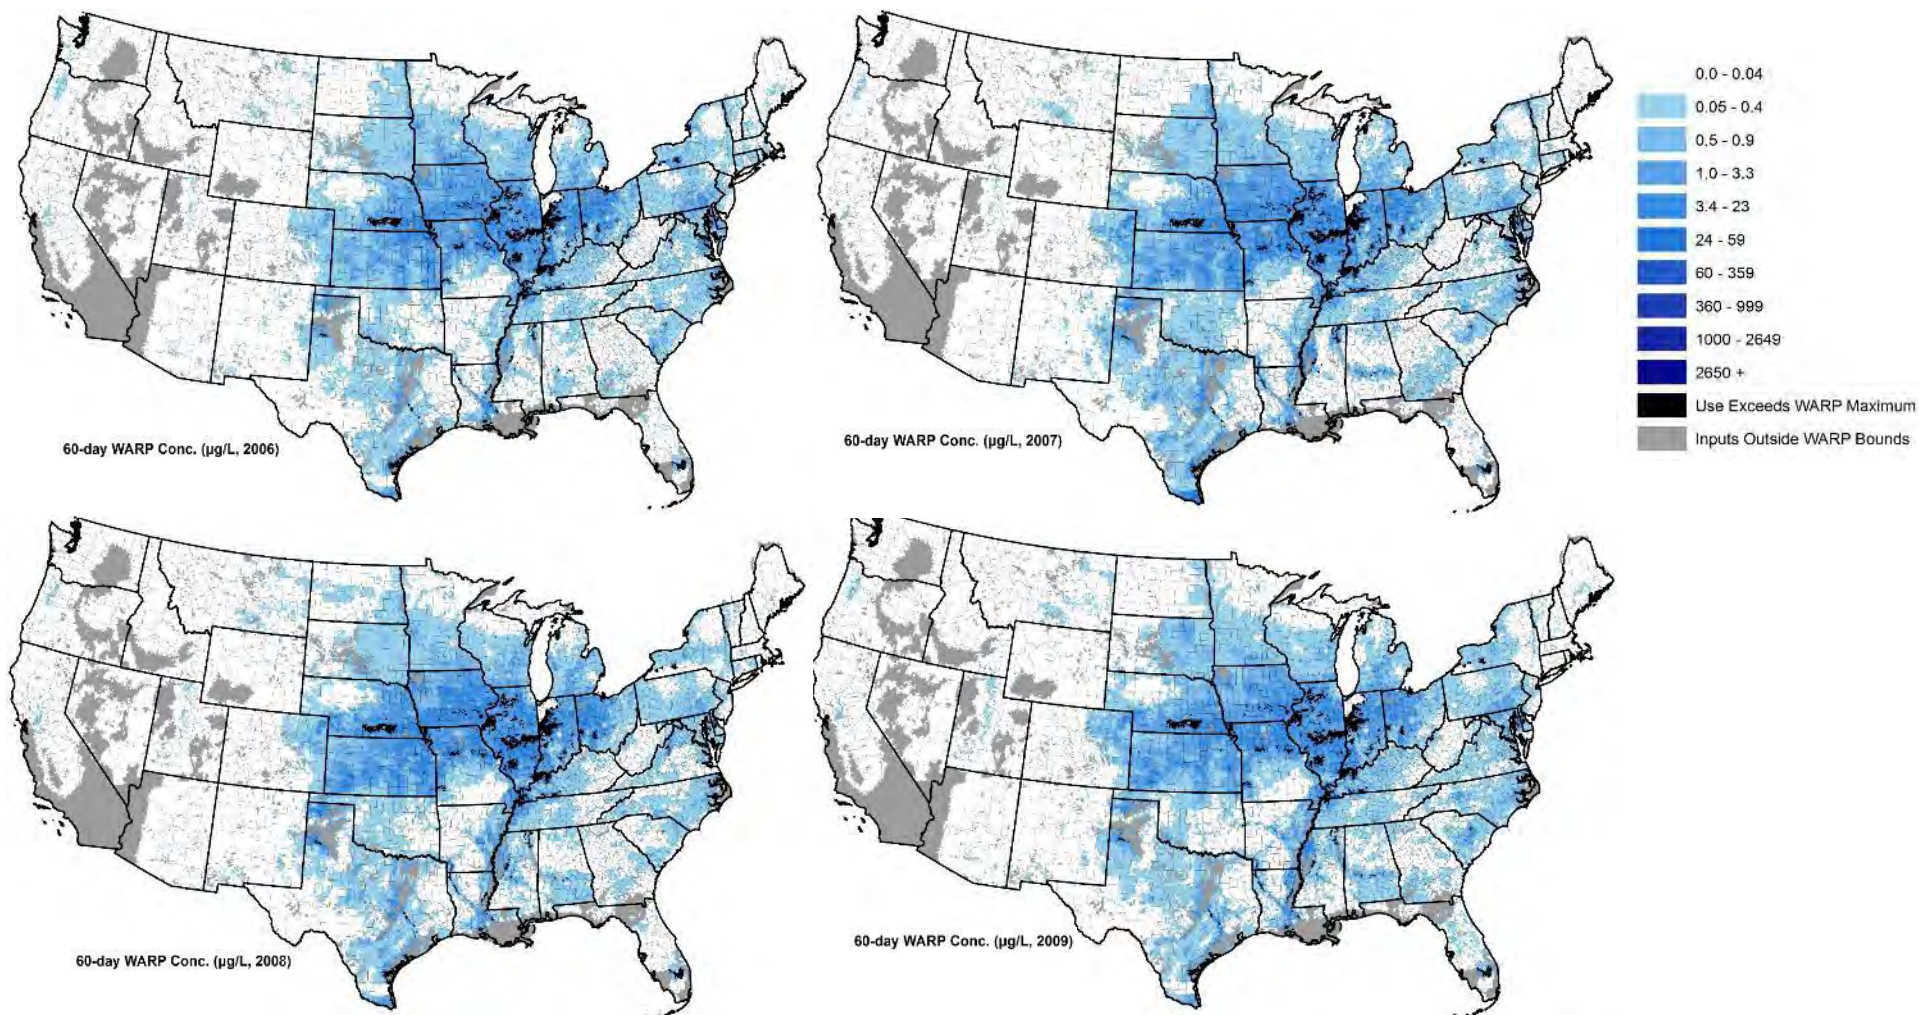 0.0 - 0.04
0.05 - 0.4
0.5 - 0.9
1.0 - 3.3
3.4 - 23
24 - 59
60 - 359
360 - 999
1000 - 2649
2650 +
Use Exceeds WARP Maximum
Inputs Outside WARP Bounds
60-day WARP Conc. (µg/L, 2006)
60-day WARP Conc. (µg/L, 2007)
60-day WARP Conc. (µg/L, 2008)
60-day WARP Conc. (µg/L, 2009)